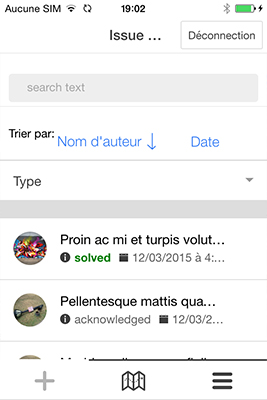 Aucune SIM 19:02
Issue ... Déconnection
search text
Trier par: Nom d'auteur Date
Type
Proin ac mi et turpis volut...
solved 12/03/2015 à 4:...
Pellentesque mattis qua...
acknowledged 12/03/2...